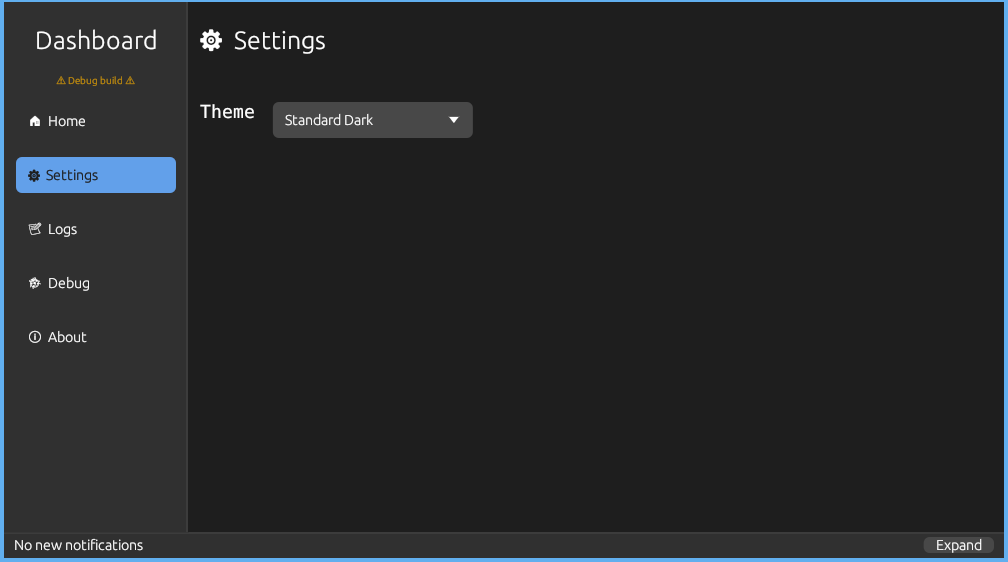 Dashboard
⚠ Debug build ⚠
Home
Settings
Logs
Debug
About
Settings
Theme
Standard Dark
No new notifications
Expand